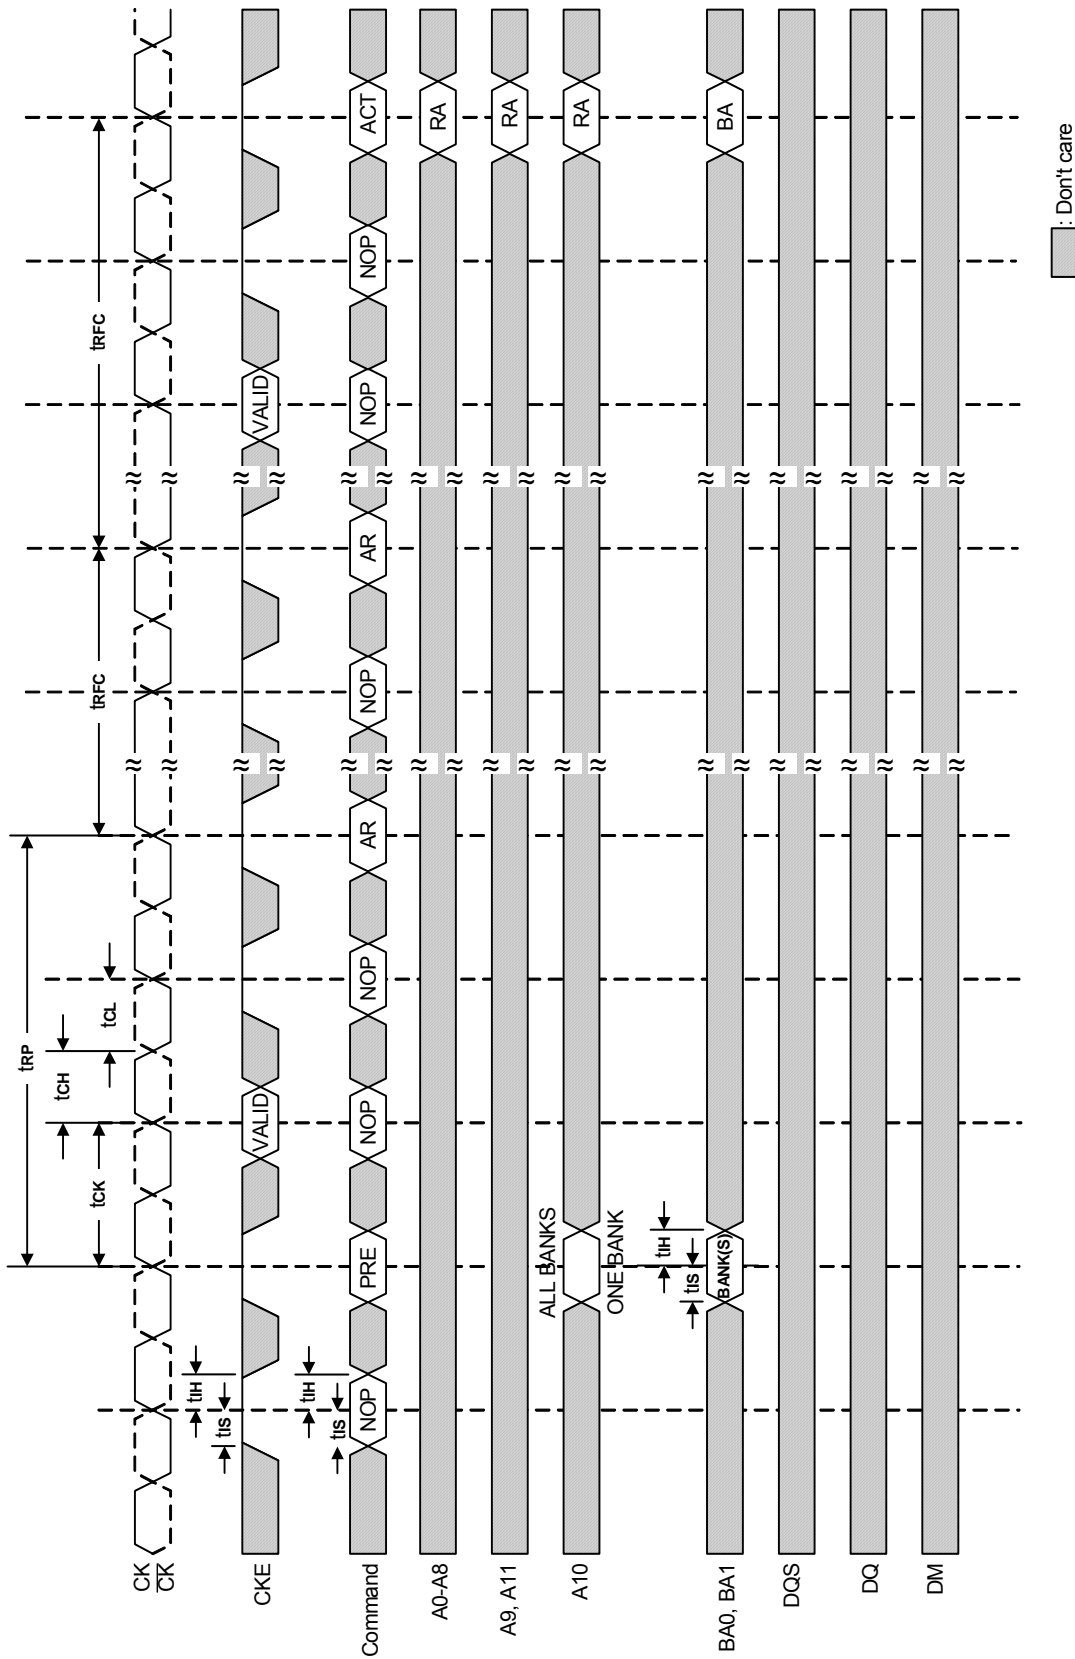 tRP
tCH
tCK tRFC tRFC
tCL
CK
C̅K̅
tIH
tIS
CKE VALID VALID
tIH
tIS
Command NOP PRE NOP NOP AR NOP AR NOP NOP ACT
A0-A8 RA
A9, A11 RA
ALL BANKS
A10 RA
ONE BANK
tIH
tIS
BA0, BA1 BANK(S) BA
DQS
DQ
DM
: Don't care